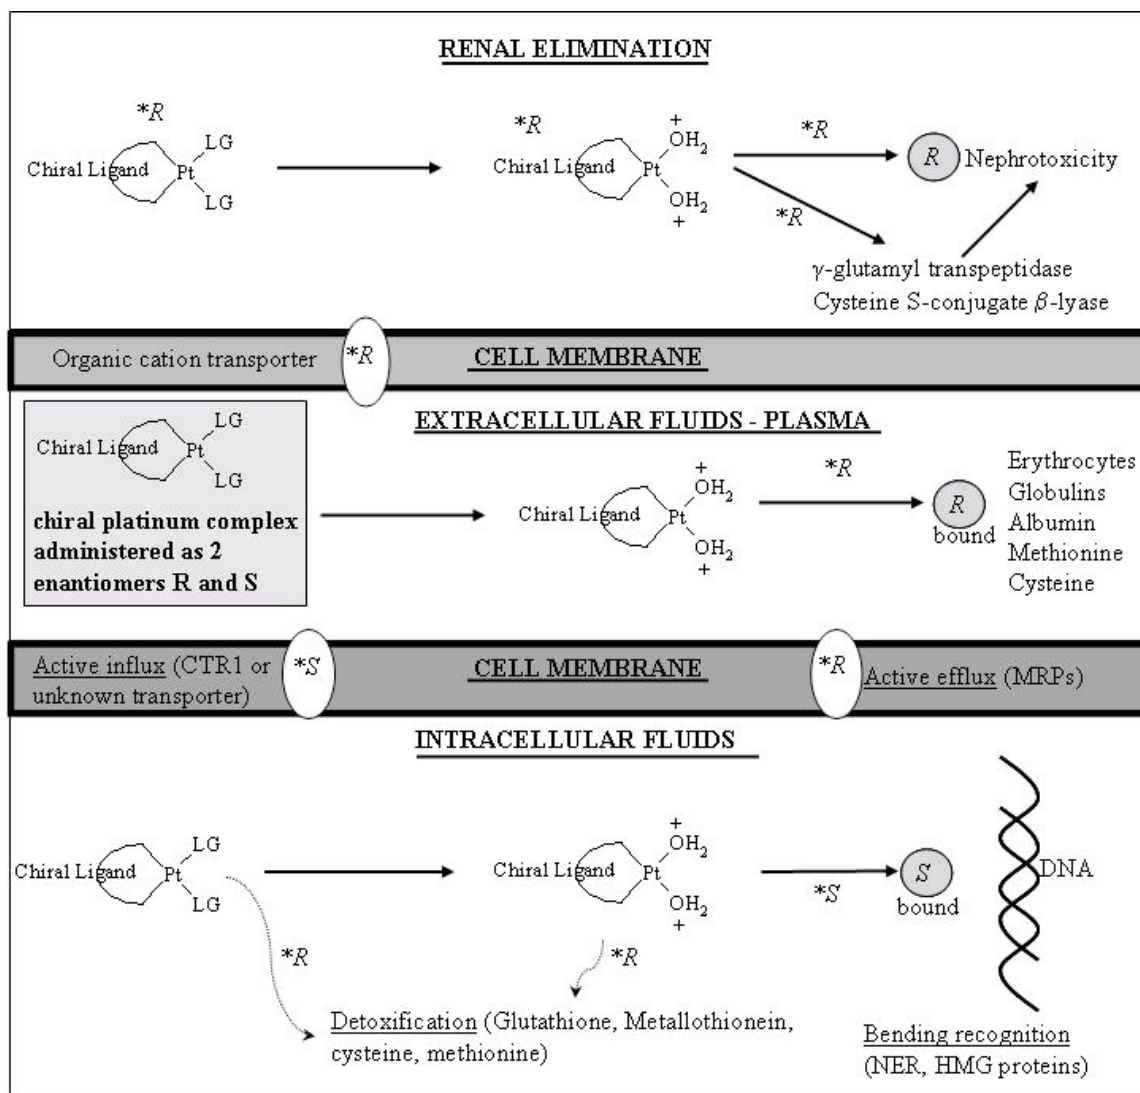 RENAL ELIMINATION
*R
LG
Chiral Ligand
Pt
LG
*R
+
OH2
Chiral Ligand
Pt
OH2
+
*R
R
Nephrotoxicity
*R
γ-glutamyl transpeptidase
Cysteine S-conjugate β-lyase
Organic cation transporter
*R
CELL MEMBRANE
LG
Chiral Ligand
Pt
LG
chiral platinum complex
administered as 2
enantiomers R and S
EXTRACELLULAR FLUIDS - PLASMA
+
OH2
Chiral Ligand
Pt
OH2
+
*R
R
bound
Erythrocytes
Globulins
Albumin
Methionine
Cysteine
Active influx (CTR1 or
unknown transporter)
*S
CELL MEMBRANE
*R
Active efflux (MRPs)
INTRACELLULAR FLUIDS
LG
Chiral Ligand
Pt
LG
+
OH2
Chiral Ligand
Pt
OH2
+
*S
S
bound
DNA
*R
*R
Detoxification (Glutathione, Metallothionein,
cysteine, methionine)
Bending recognition
(NER, HMG proteins)